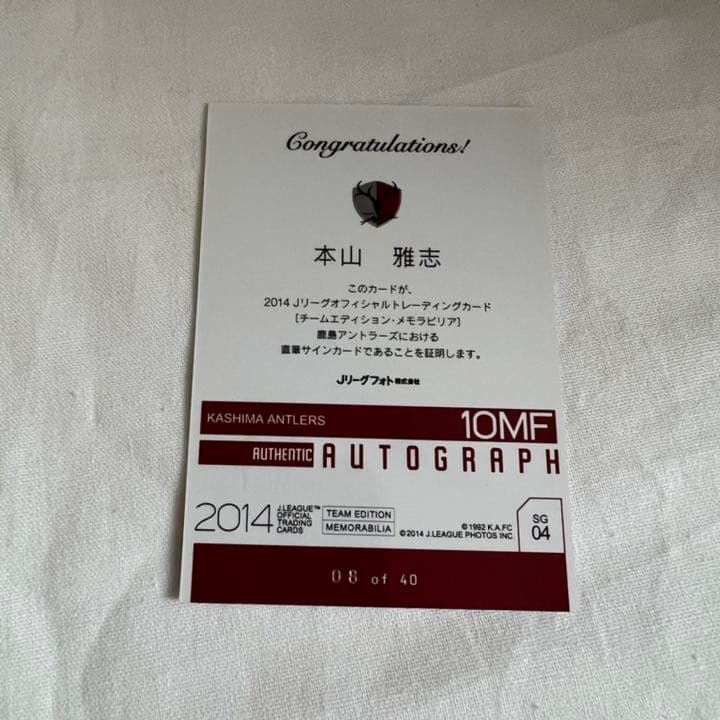 Congratulations!
本山 雅志
このカードが、
2014 Jリーグオフィシャルトレーディングカード
[チームエディション・メモラビリア]
鹿島アントラーズにおける
直筆サインカードであることを証明します。
Jリーグフォト株式会社
KASHIMA ANTLERS
10MF
AUTHENTIC AUTOGRAPH
2014
J.LEAGUE™
OFFICIAL
TRADING
CARDS
TEAM EDITION
MEMORABILIA
© 1992 K.A.FC
©2014 J.LEAGUE PHOTOS INC.
SG
04
08 of 40